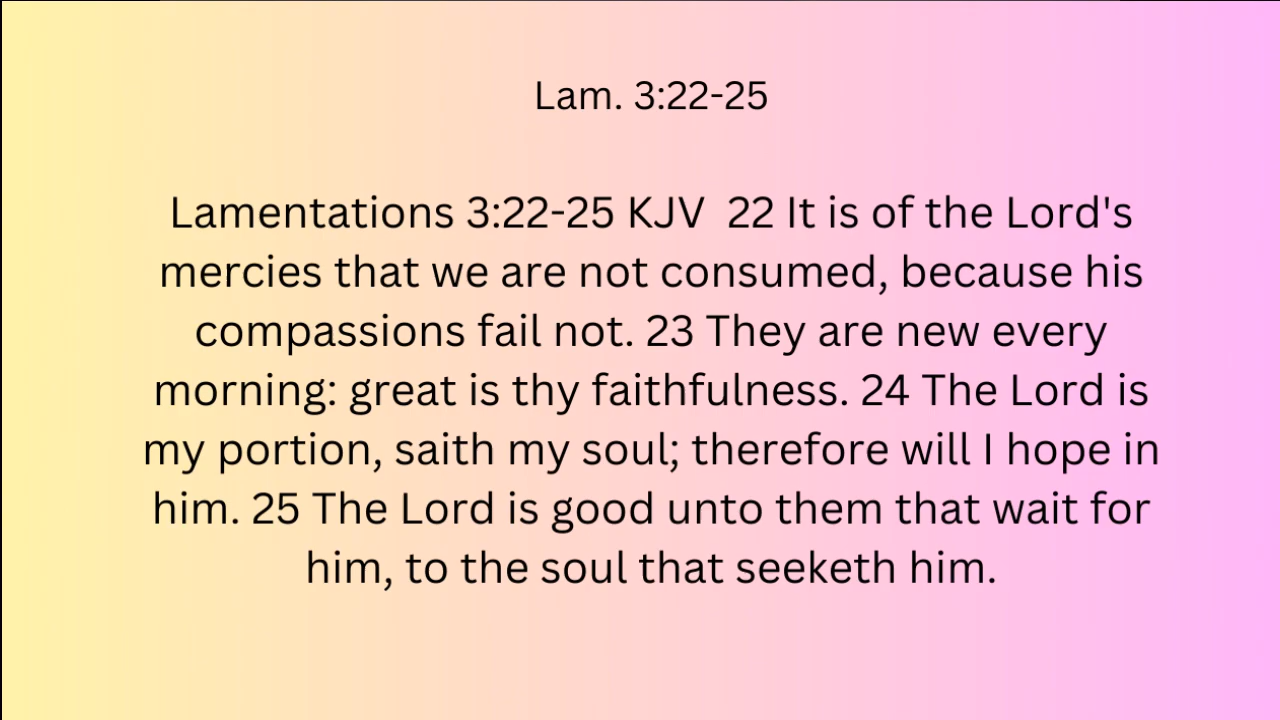 Lam. 3:22-25
Lamentations 3:22-25 KJV  22 It is of the Lord's
mercies that we are not consumed, because his
compassions fail not. 23 They are new every
morning: great is thy faithfulness. 24 The Lord is
my portion, saith my soul; therefore will I hope in
him. 25 The Lord is good unto them that wait for
him, to the soul that seeketh him.